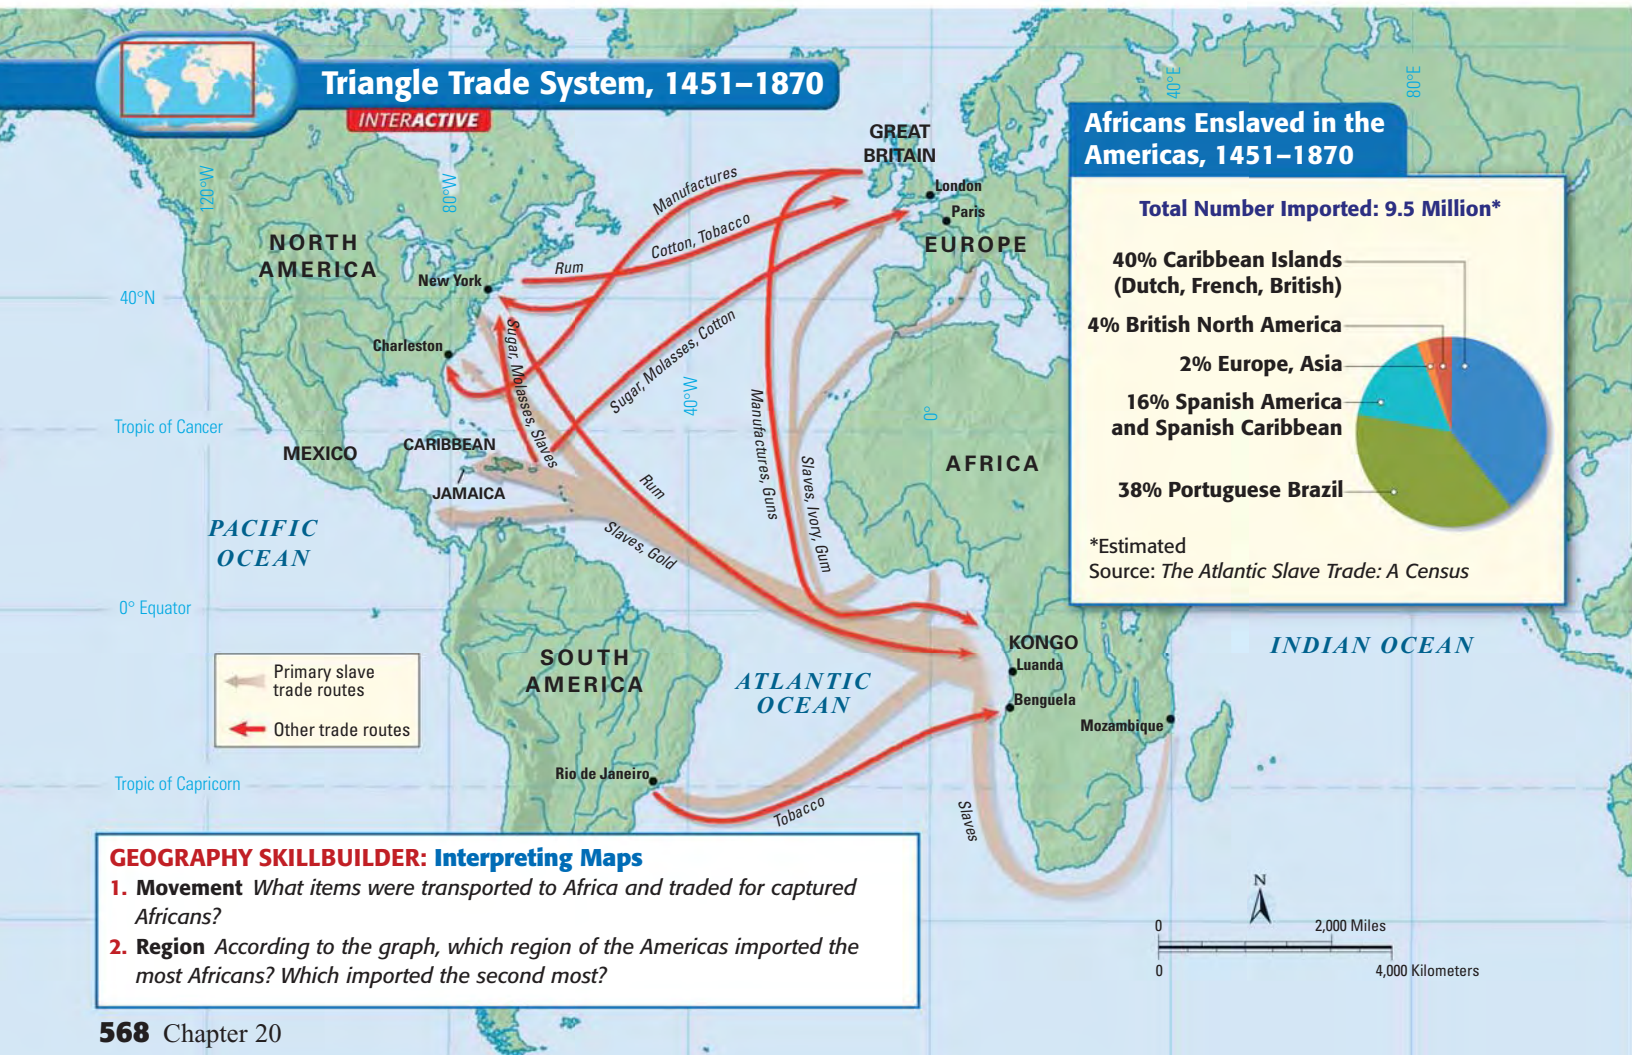 Triangle Trade System, 1451–1870
INTERACTIVE
120°W
80°W
40°W
0°
40°E
80°E
40°N
Tropic of Cancer
0° Equator
Tropic of Capricorn
NORTH
AMERICA
New York
Charleston
MEXICO
CARIBBEAN
JAMAICA
PACIFIC
OCEAN
SOUTH
AMERICA
Rio de Janeiro
ATLANTIC
OCEAN
GREAT
BRITAIN
London
Paris
EUROPE
AFRICA
KONGO
Luanda
Benguela
Mozambique
INDIAN OCEAN
Manufactures
Cotton, Tobacco
Rum
Sugar, Molasses, Cotton
Sugar, Molasses, Slaves
Rum
Slaves, Gold
Manufactures, Guns
Slaves, Ivory, Gum
Tobacco
Slaves
Primary slave
trade routes
Other trade routes
Africans Enslaved in the
Americas, 1451–1870
Total Number Imported: 9.5 Million*
40% Caribbean Islands
(Dutch, French, British)
4% British North America
2% Europe, Asia
16% Spanish America
and Spanish Caribbean
38% Portuguese Brazil
*Estimated
Source: The Atlantic Slave Trade: A Census
GEOGRAPHY SKILLBUILDER: Interpreting Maps
1. Movement What items were transported to Africa and traded for captured
Africans?
2. Region According to the graph, which region of the Americas imported the
most Africans? Which imported the second most?
N
0 2,000 Miles
0 4,000 Kilometers
568 Chapter 20